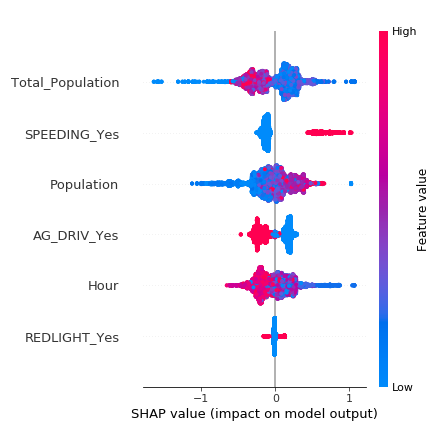 High
Total_Population
SPEEDING_Yes
Population
AG_DRIV_Yes
Hour
REDLIGHT_Yes
Feature value
Low
−1 0 1
SHAP value (impact on model output)